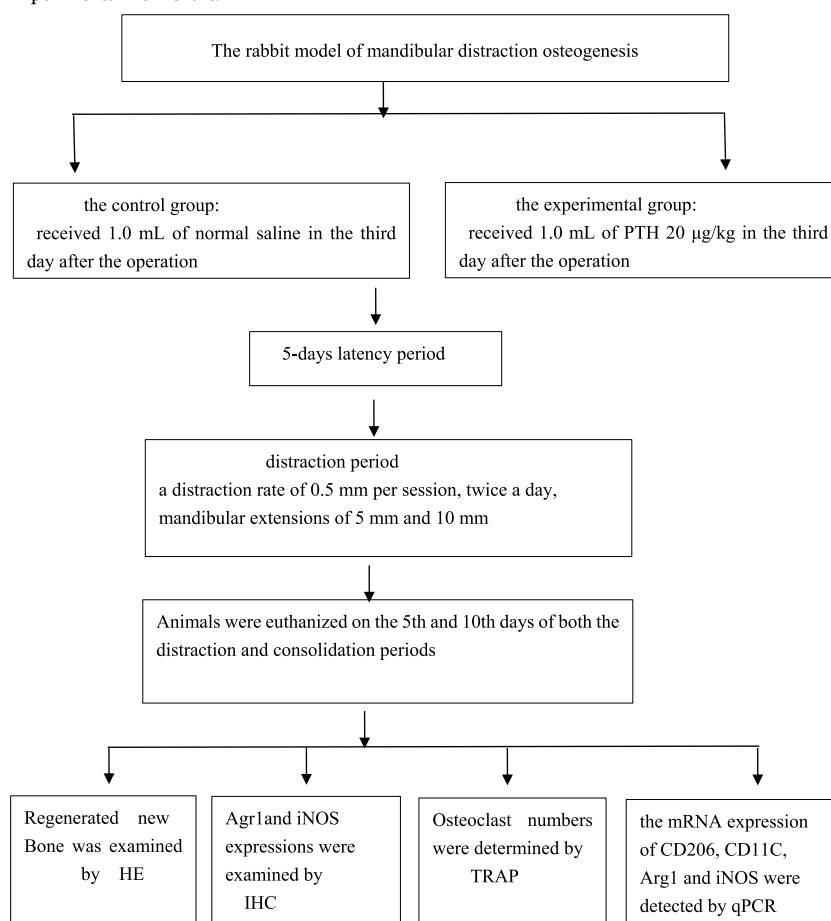 The rabbit model of mandibular distraction osteogenesis
the control group:
received 1.0 mL of normal saline in the third
day after the operation
the experimental group:
received 1.0 mL of PTH 20 μg/kg in the third
day after the operation
5-days latency period
distraction period
a distraction rate of 0.5 mm per session, twice a day,
mandibular extensions of 5 mm and 10 mm
Animals were euthanized on the 5th and 10th days of both the
distraction and consolidation periods
Regenerated new
Bone was examined
by HE
Agr1and iNOS
expressions were
examined by
IHC
Osteoclast numbers
were determined by
TRAP
the mRNA expression
of CD206, CD11C,
Arg1 and iNOS were
detected by qPCR